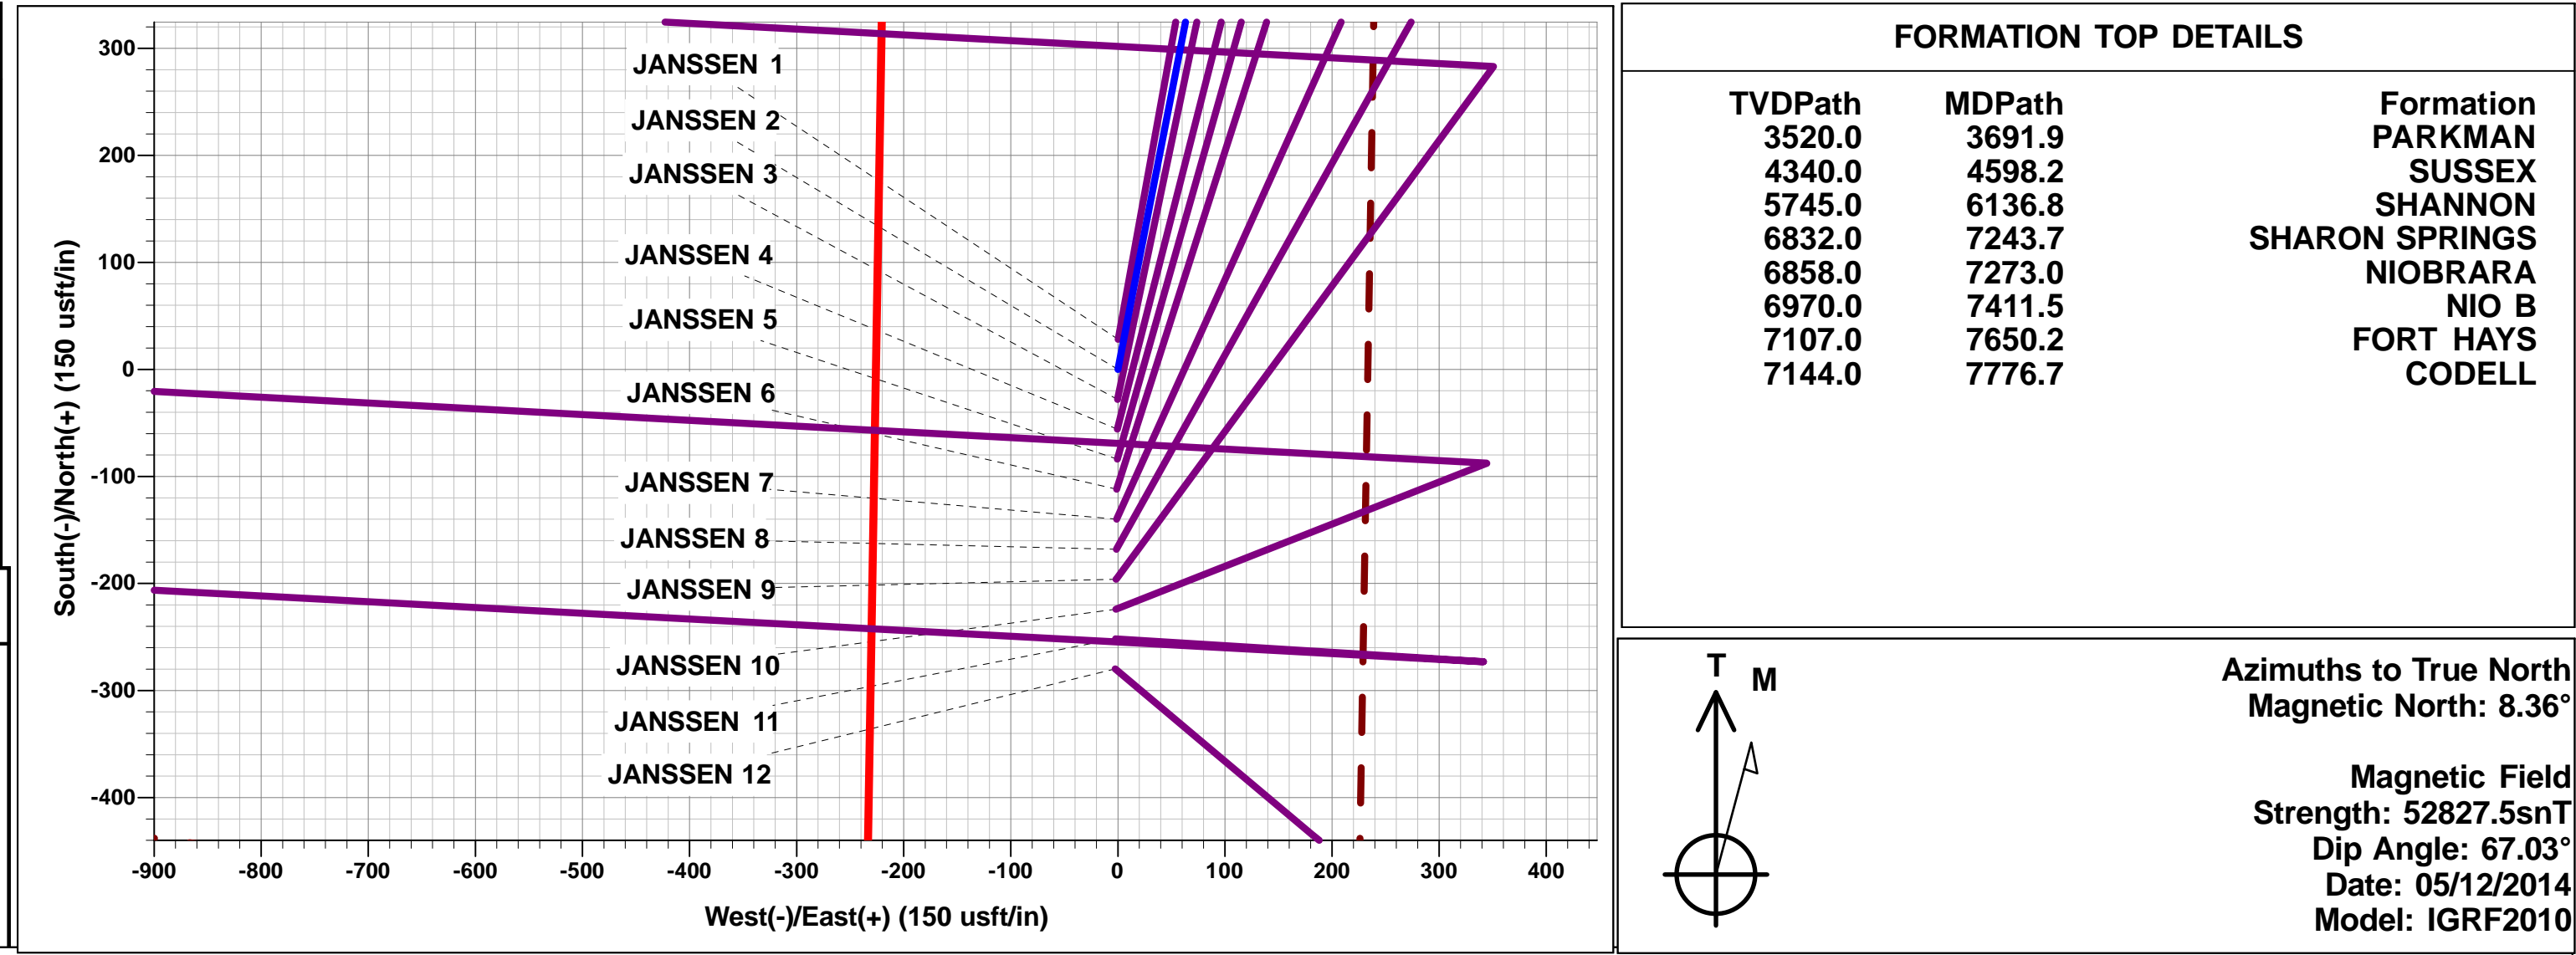 300
200
100
0
-100
-200
-300
-400
South(-)/North(+) (150 usft/in)
JANSSEN 1
JANSSEN 2
JANSSEN 3
JANSSEN 4
JANSSEN 5
JANSSEN 6
JANSSEN 7
JANSSEN 8
JANSSEN 9
JANSSEN 10
JANSSEN 11
JANSSEN 12
-900 -800 -700 -600 -500 -400 -300 -200 -100 0 100 200 300 400
West(-)/East(+) (150 usft/in)
FORMATION TOP DETAILS
TVDPath MDPath Formation
3520.0 3691.9 PARKMAN
4340.0 4598.2 SUSSEX
5745.0 6136.8 SHANNON
6832.0 7243.7 SHARON SPRINGS
6858.0 7273.0 NIOBRARA
6970.0 7411.5 NIO B
7107.0 7650.2 FORT HAYS
7144.0 7776.7 CODELL
T M
Azimuths to True North
Magnetic North: 8.36°
Magnetic Field
Strength: 52827.5snT
Dip Angle: 67.03°
Date: 05/12/2014
Model: IGRF2010